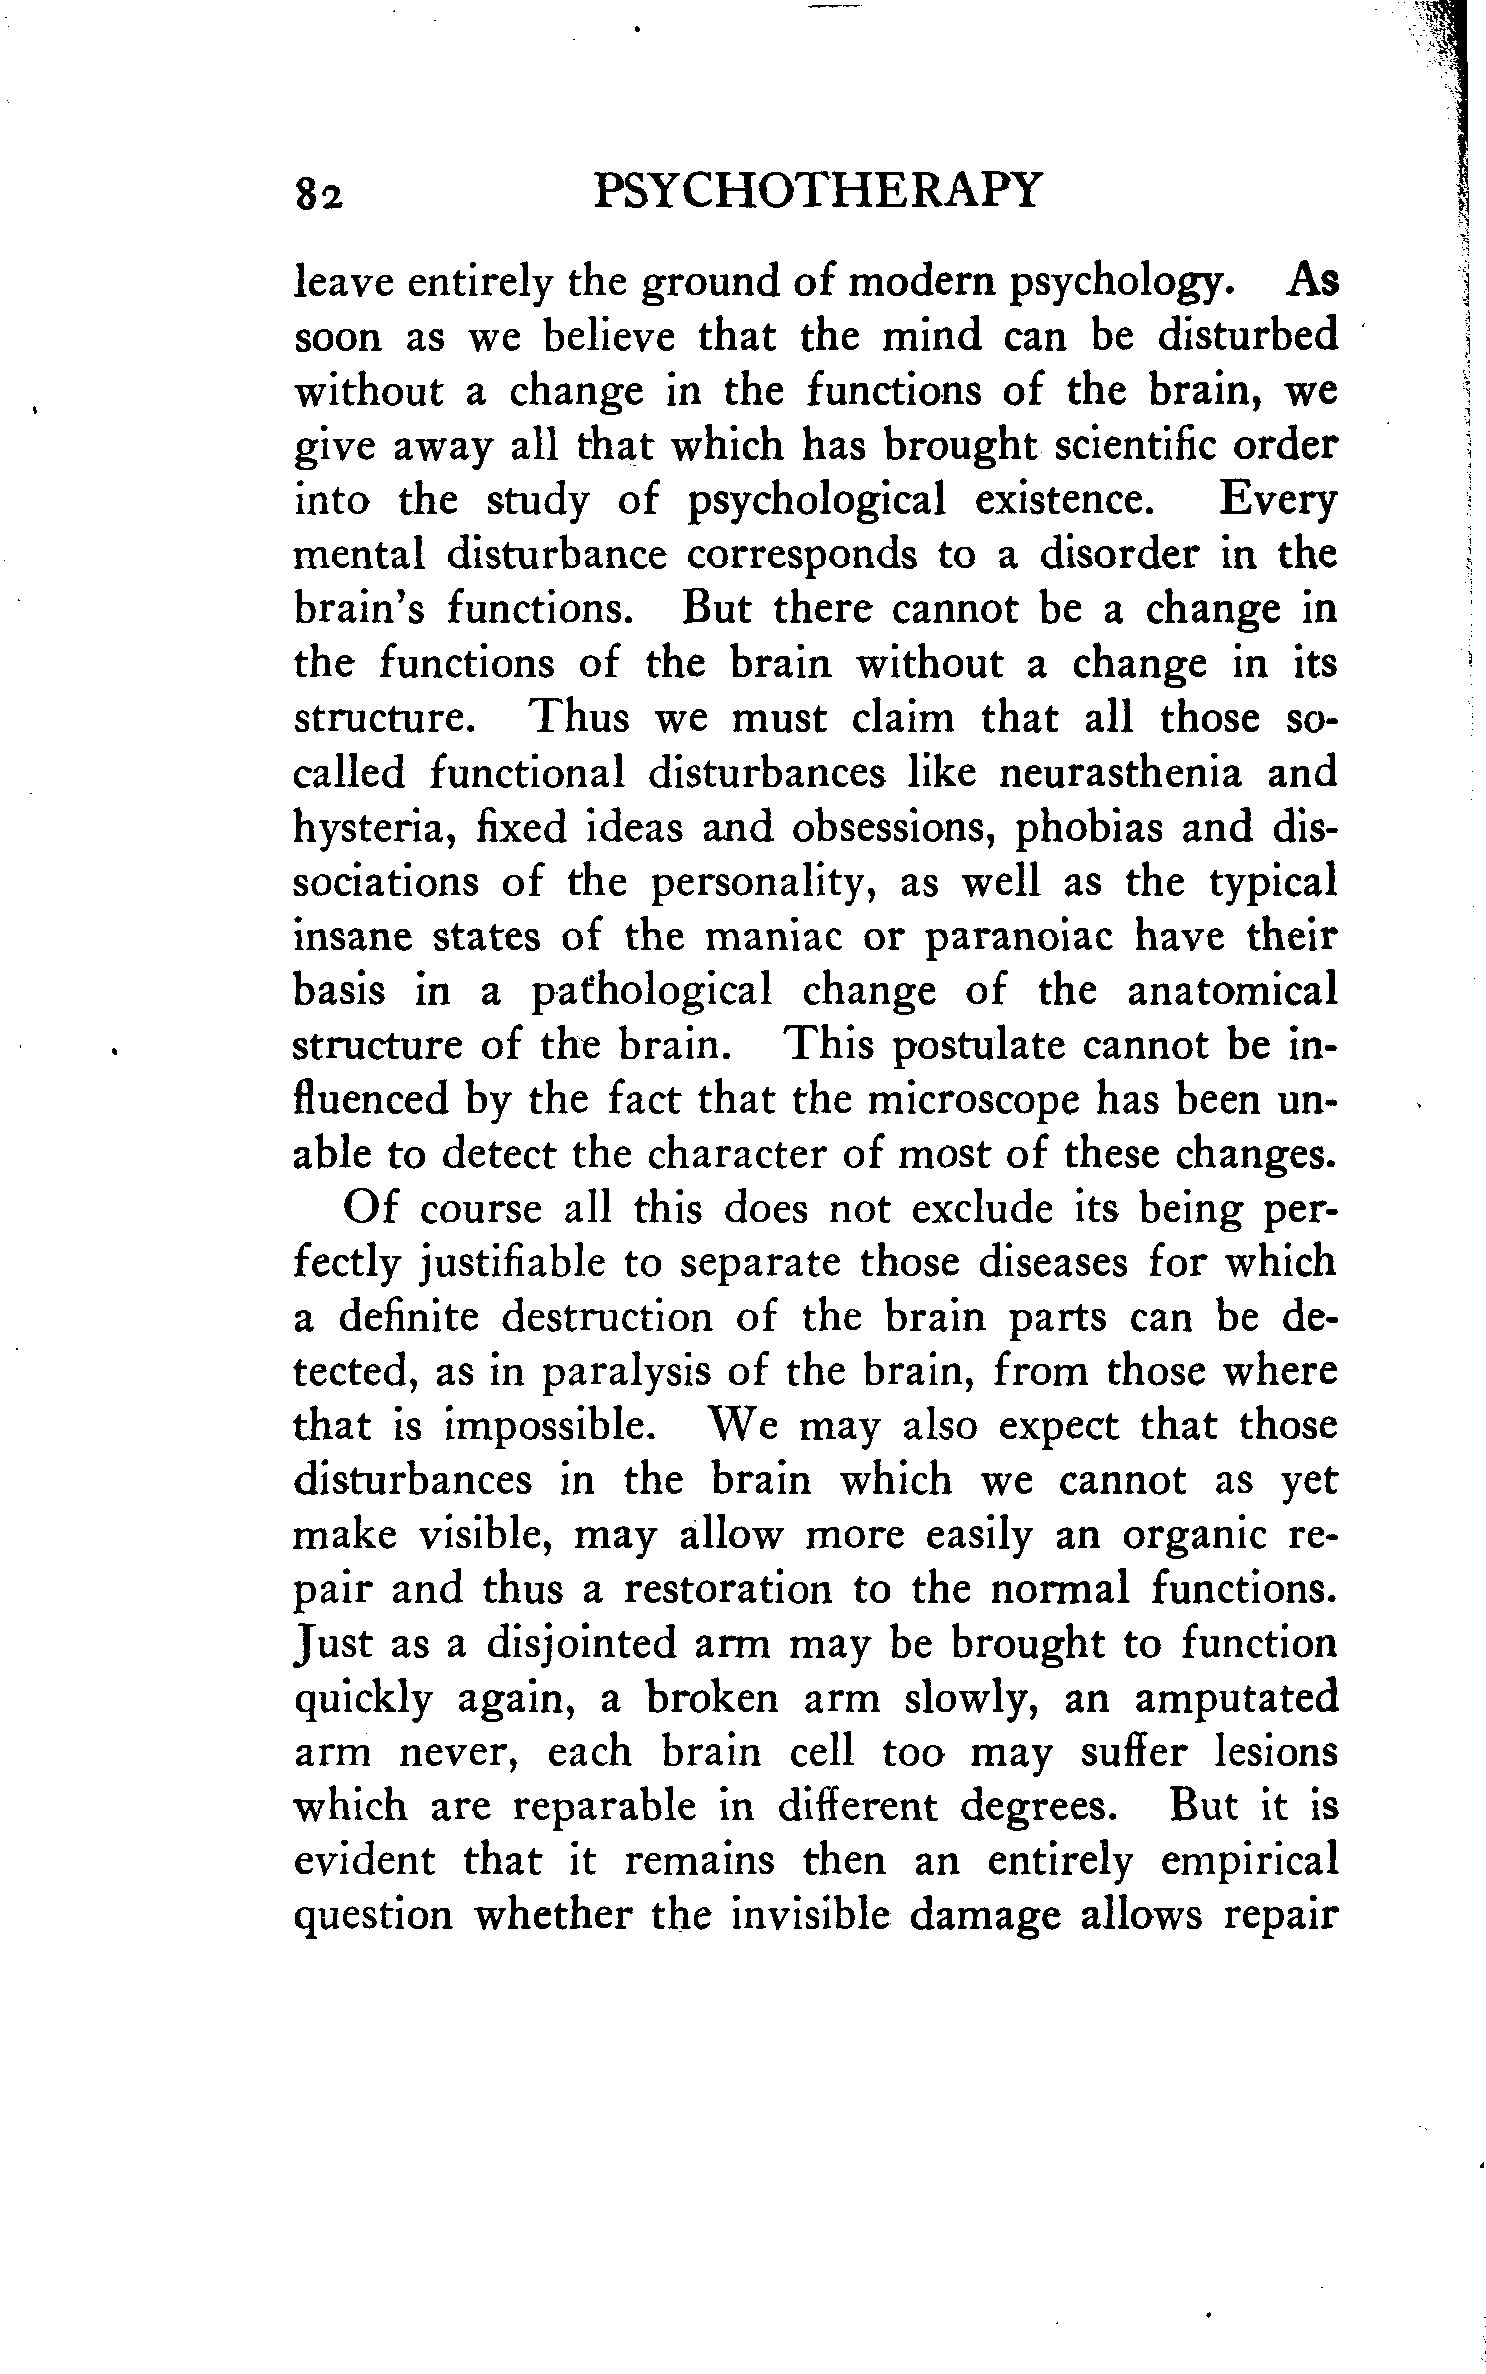 82 PSYCHOTHERAPY
leave entirely the ground of modern psychology. As
soon as we believe that the mind can be disturbed
without a change in the functions of the brain, we
give away all that which has brought scientific order
into the study of psychological existence. Every
mental disturbance corresponds to a disorder in the
brain's functions. But there cannot be a change in
the functions of the brain without a change in its
structure. Thus we must claim that all those so-
called functional disturbances like neurasthenia and
hysteria, fixed ideas and obsessions, phobias and dis-
sociations of the personality, as well as the typical
insane states of the maniac or paranoiac have their
basis in a pathological change of the anatomical
structure of the brain. This postulate cannot be in-
fluenced by the fact that the microscope has been un-
able to detect the character of most of these changes.
Of course all this does not exclude its being per-
fectly justifiable to separate those diseases for which
a definite destruction of the brain parts can be de-
tected, as in paralysis of the brain, from those where
that is impossible. We may also expect that those
disturbances in the brain which we cannot as yet
make visible, may allow more easily an organic re-
pair and thus a restoration to the normal functions.
Just as a disjointed arm may be brought to function
quickly again, a broken arm slowly, an amputated
arm never, each brain cell too may suffer lesions
which are reparable in different degrees. But it is
evident that it remains then an entirely empirical
question whether the invisible damage allows repair